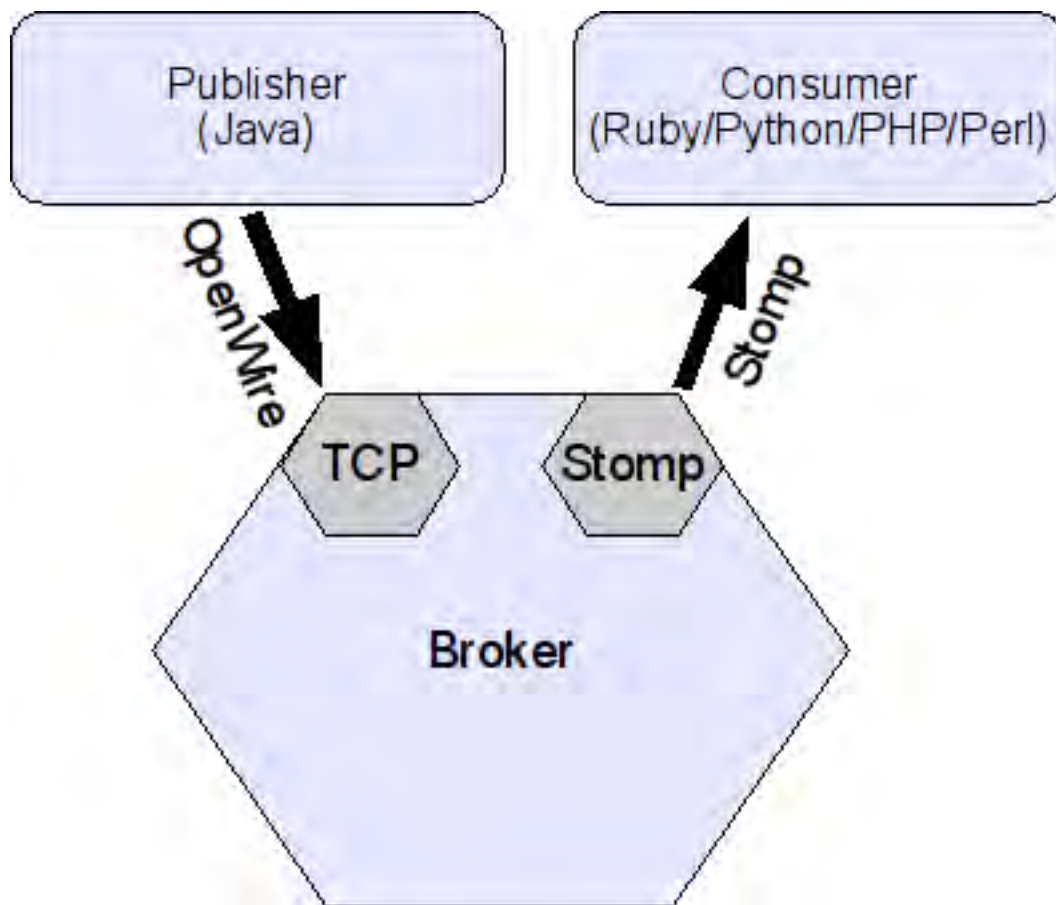 Publisher
(Java)
Consumer
(Ruby/Python/PHP/Perl)
OpenWire
Stomp
TCP
Stomp
Broker